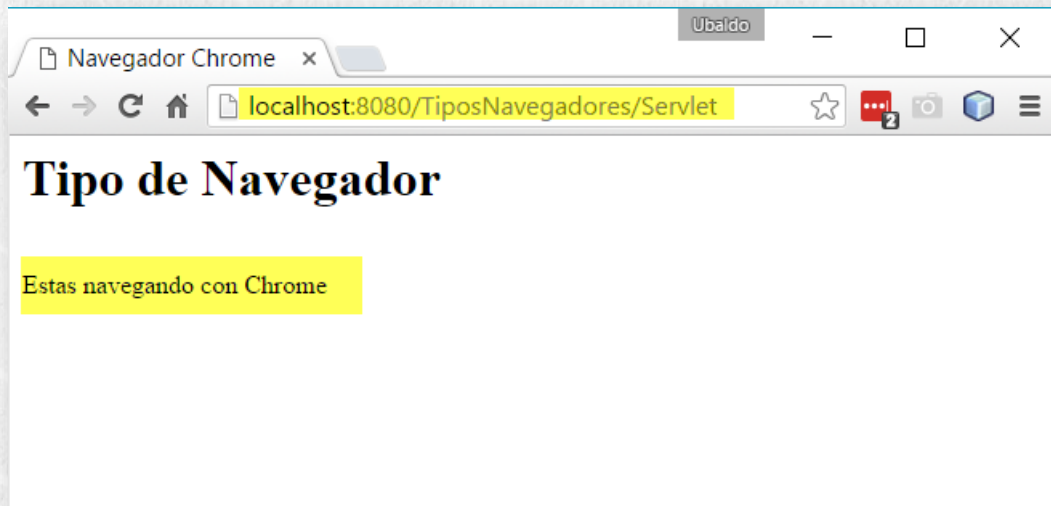 Ubaldo
Navegador Chrome
localhost:8080/TiposNavegadores/Servlet
2
Tipo de Navegador
Estas navegando con Chrome